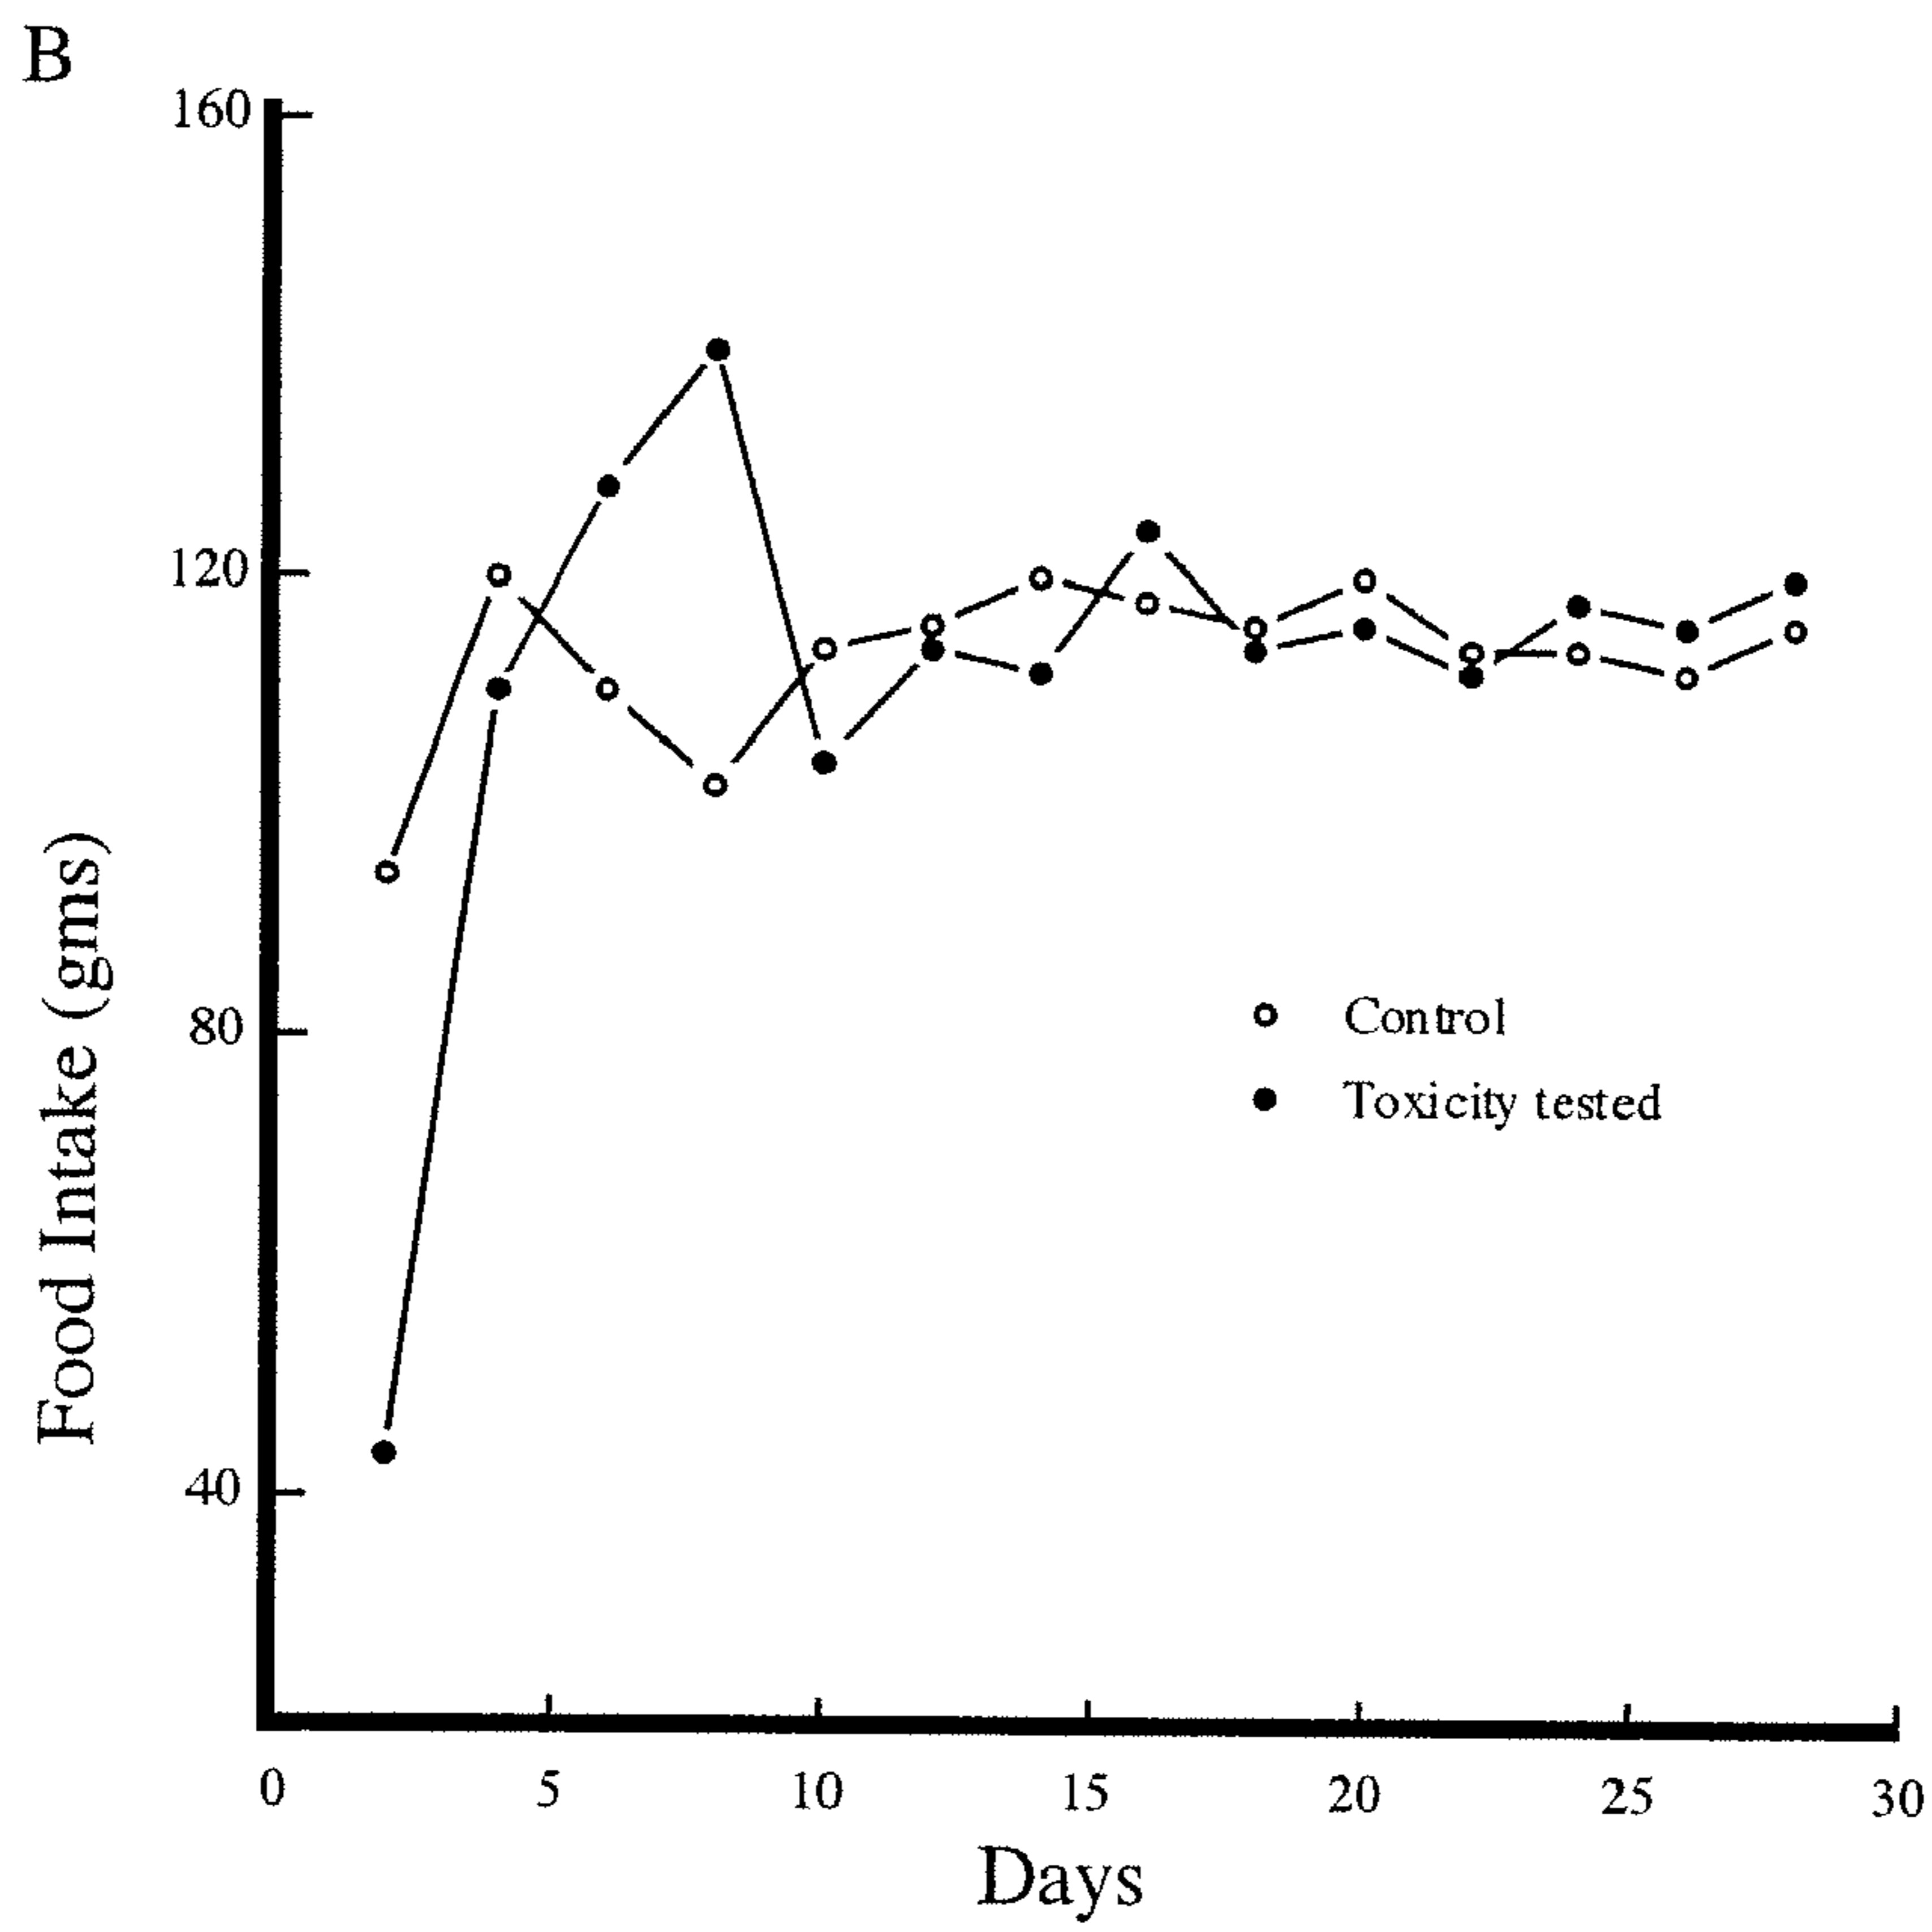 B
160
120
80
40
Food Intake (gms)
Control
Toxicity tested
0 5 10 15 20 25 30
Days